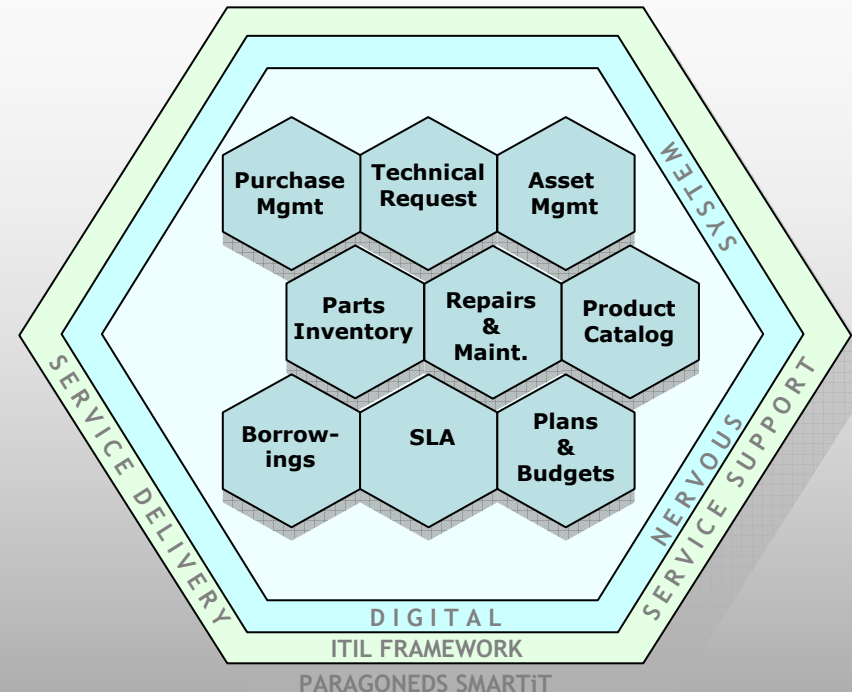 Purchase
Mgmt
Technical
Request
Asset
Mgmt
Parts
Inventory
Repairs
&
Maint.
Product
Catalog
Borrow-
ings
SLA
Plans
&
Budgets
DIGITAL
NERVOUS
SYSTEM
SERVICE DELIVERY
ITIL FRAMEWORK
SERVICE SUPPORT
PARAGONEDS SMARTiT